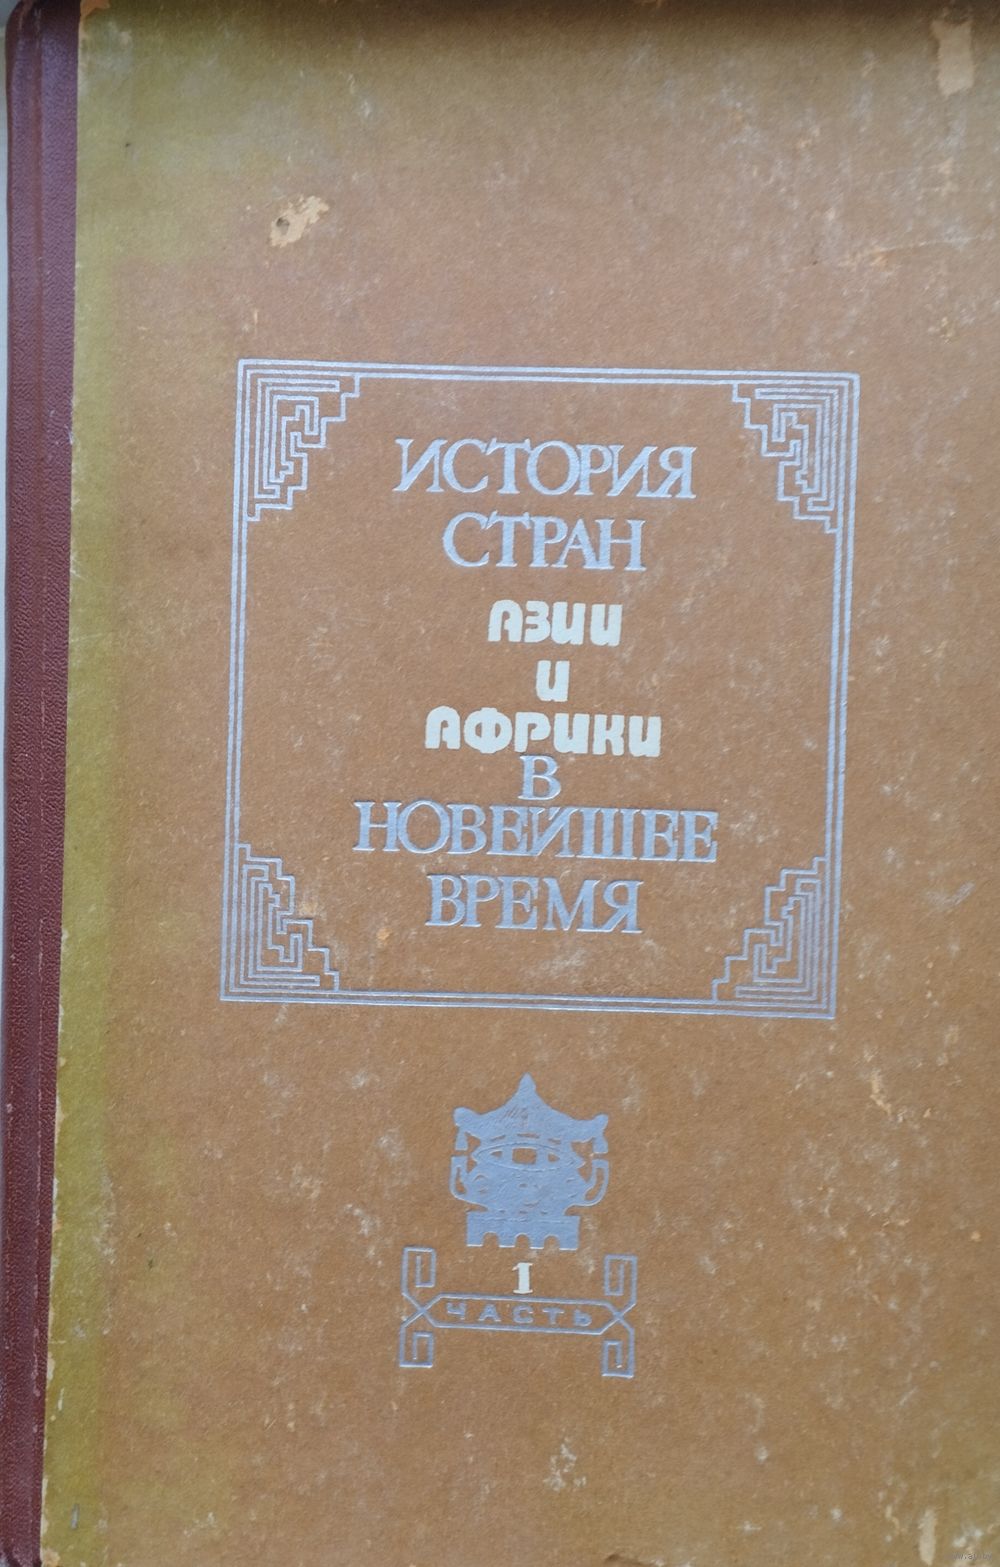 ИСТОРИЯ
СТРАН
АЗИИ
И
АФРИКИ
В
НОВЕЙШЕЕ
ВРЕМЯ
1
ЧАСТЬ